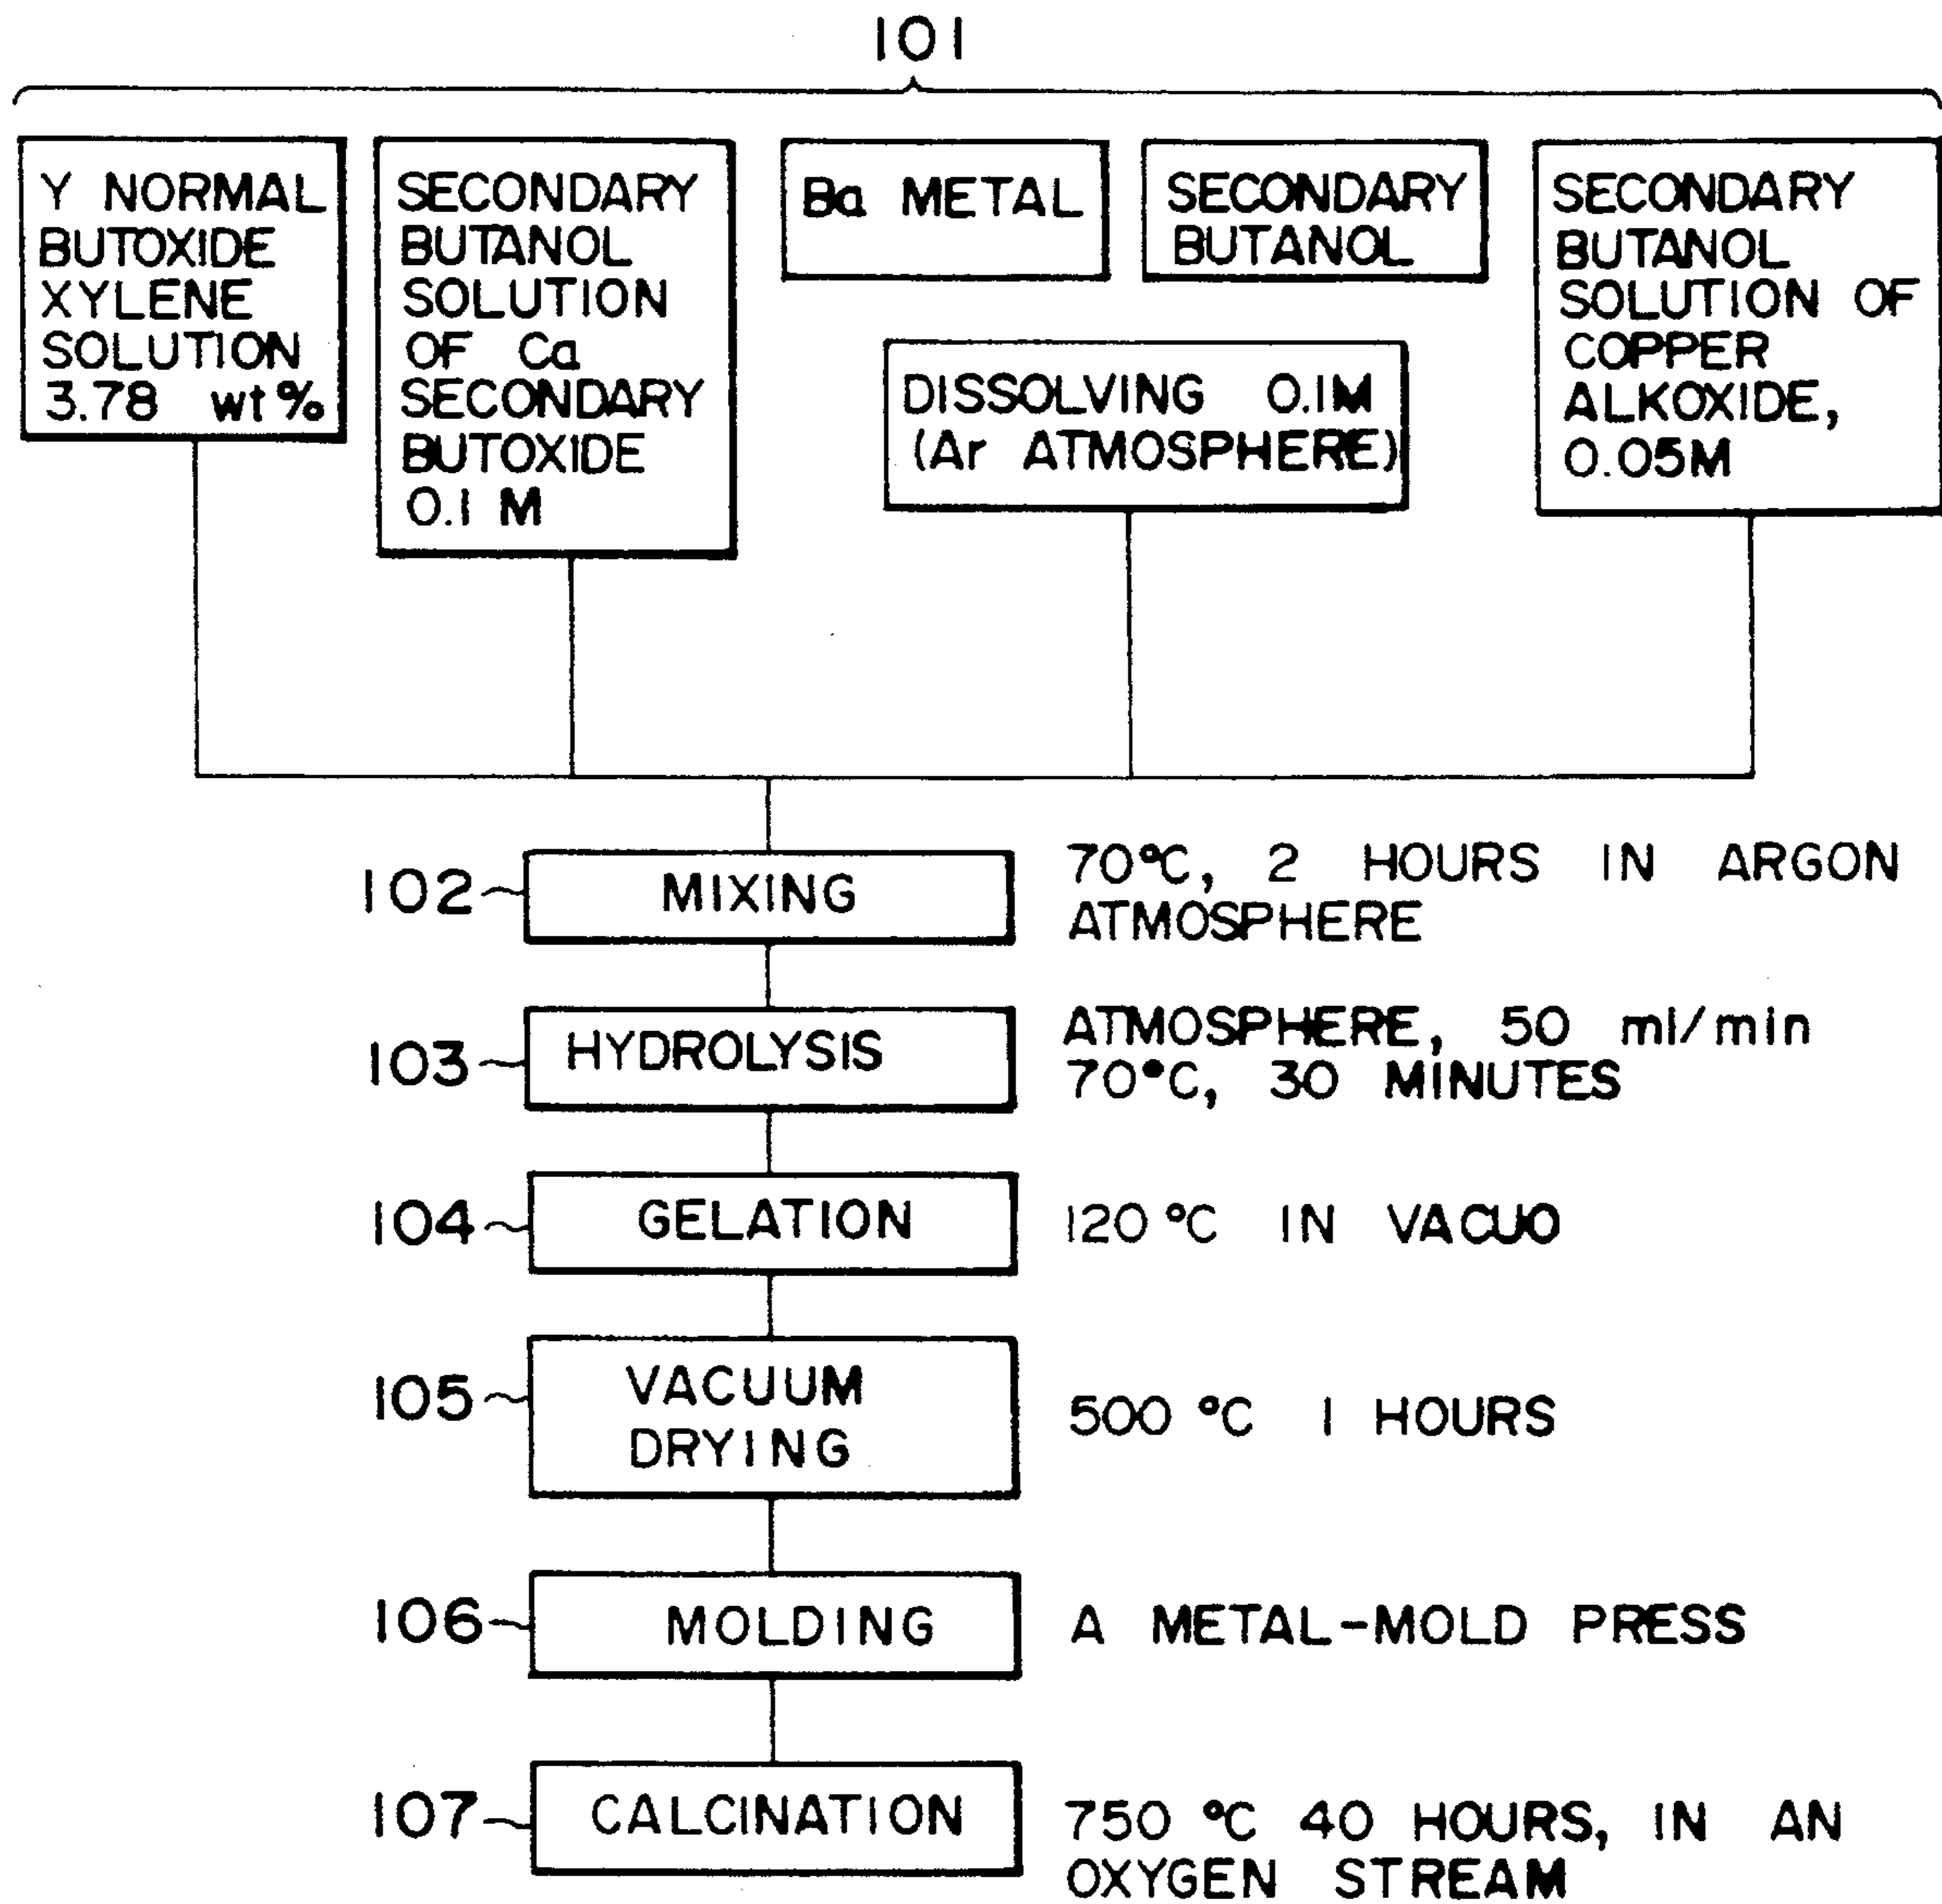 101
Y NORMAL
BUTOXIDE
XYLENE
SOLUTION
3.78 wt%
SECONDARY
BUTANOL
SOLUTION
OF Ca
SECONDARY
BUTOXIDE
0.1 M
Ba METAL
SECONDARY
BUTANOL
DISSOLVING 0.1M
(Ar ATMOSPHERE)
SECONDARY
BUTANOL
SOLUTION OF
COPPER
ALKOXIDE,
0.05M
102
MIXING
70°C, 2 HOURS IN ARGON
ATMOSPHERE
103
HYDROLYSIS
ATMOSPHERE, 50 ml/min
70°C, 30 MINUTES
104
GELATION
120 °C IN VACUO
105
VACUUM
DRYING
500 °C 1 HOURS
106
MOLDING
A METAL-MOLD PRESS
107
CALCINATION
750 °C 40 HOURS, IN AN
OXYGEN STREAM